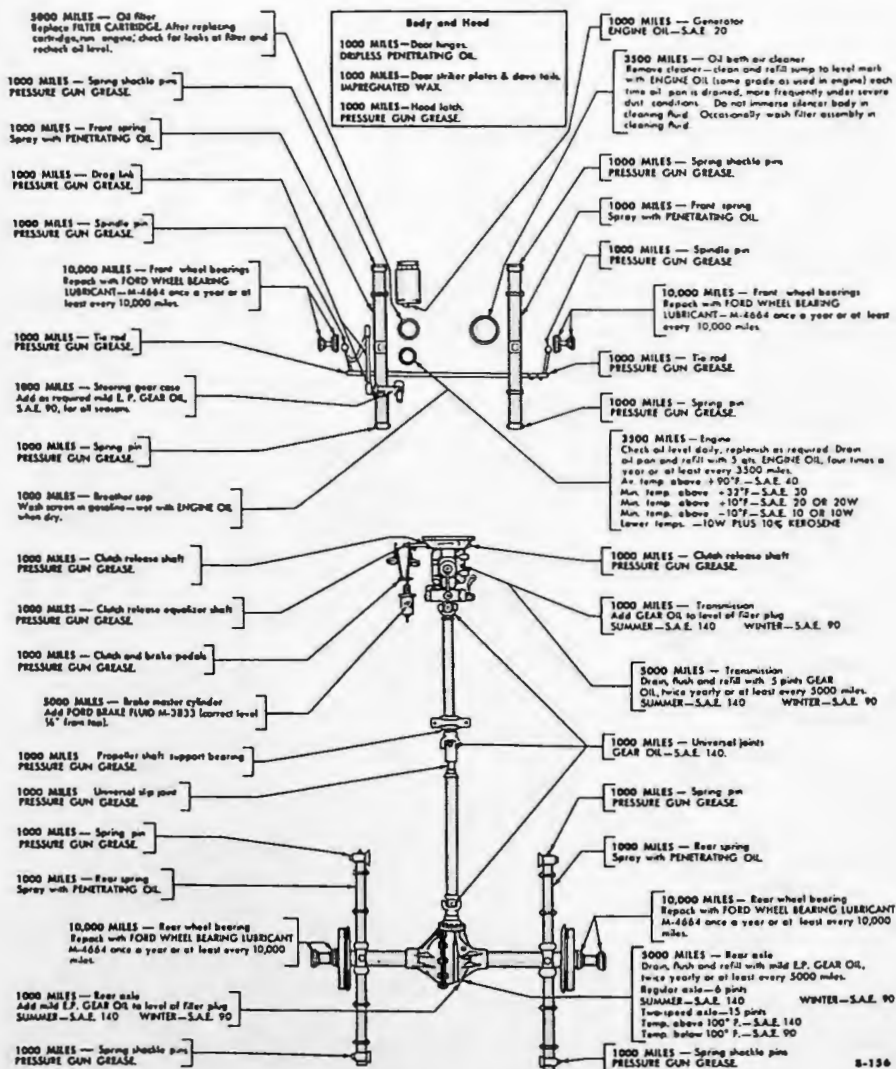 5000 MILES — Oil filter
Replace FILTER CARTRIDGE. After replacing
cartridge, run engine; check for leaks at filter and
recheck oil level.
1000 MILES — Spring shackle pins
PRESSURE GUN GREASE.
1000 MILES — Front spring
Spray with PENETRATING OIL.
1000 MILES — Drag link
PRESSURE GUN GREASE.
1000 MILES — Spindle pin
PRESSURE GUN GREASE.
10,000 MILES — Front wheel bearings
Repack with FORD WHEEL BEARING
LUBRICANT — M-4664 once a year or at
least every 10,000 miles.
1000 MILES — Tie rod
PRESSURE GUN GREASE.
1000 MILES — Steering gear case
Add as required mild E. P. GEAR OIL,
S.A.E. 90, for all seasons.
1000 MILES — Spring pin
PRESSURE GUN GREASE.
1000 MILES — Breather cap
Wash screen in gasoline — wet with ENGINE OIL
when dry.
Body and Hood
1000 MILES — Door hinges.
DRIPLESS PENETRATING OIL.
1000 MILES — Door striker plates & dove tails.
IMPREGNATED WAX.
1000 MILES — Hood latch.
PRESSURE GUN GREASE.
1000 MILES — Generator
ENGINE OIL — S.A.E. 20
3500 MILES — Oil bath air cleaner
Remove cleaner — clean and refill sump to level mark
with ENGINE OIL (same grade as used in engine) each
time oil pan is drained, more frequently under severe
dust conditions. Do not immerse silencer body in
cleaning fluid. Occasionally wash filter assembly in
cleaning fluid.
1000 MILES — Spring shackle pins
PRESSURE GUN GREASE.
1000 MILES — Front spring
Spray with PENETRATING OIL.
1000 MILES — Spindle pin
PRESSURE GUN GREASE
10,000 MILES — Front wheel bearings
Repack with FORD WHEEL BEARING
LUBRICANT — M-4664 once a year or at least
every 10,000 miles
1000 MILES — Tie rod
PRESSURE GUN GREASE.
1000 MILES — Spring pin
PRESSURE GUN GREASE.
3500 MILES — Engine
Check oil level daily, replenish as required. Drain
oil pan and refill with 5 qts. ENGINE OIL, four times a
year or at least every 3500 miles.
Av. temp. above +90°F — S.A.E. 40
Min. temp. above +32°F — S.A.E. 30
Min. temp. above +10°F — S.A.E. 20 OR 20W
Min. temp. above −10°F — S.A.E. 10 OR 10W
Lower temps. — 10W PLUS 10% KEROSENE
1000 MILES — Clutch release shaft
PRESSURE GUN GREASE.
1000 MILES — Clutch release equalizer shaft
PRESSURE GUN GREASE.
1000 MILES — Clutch and brake pedals
PRESSURE GUN GREASE.
5000 MILES — Brake master cylinder
Add FORD BRAKE FLUID M-3833 (correct level
½" from top).
1000 MILES Propeller shaft support bearing
PRESSURE GUN GREASE.
1000 MILES Universal slip joint
PRESSURE GUN GREASE.
1000 MILES — Spring pin
PRESSURE GUN GREASE.
1000 MILES — Rear spring
Spray with PENETRATING OIL.
10,000 MILES — Rear wheel bearing
Repack with FORD WHEEL BEARING LUBRICANT
M-4664 once a year or at least every 10,000
miles.
1000 MILES — Rear axle
Add mild E.P. GEAR OIL to level of filler plug
SUMMER — S.A.E. 140 WINTER — S.A.E. 90
1000 MILES — Spring shackle pins
PRESSURE GUN GREASE.
1000 MILES — Clutch release shaft
PRESSURE GUN GREASE.
1000 MILES — Transmission
Add GEAR OIL to level of filler plug
SUMMER — S.A.E. 140 WINTER — S.A.E. 90
5000 MILES — Transmission
Drain, flush and refill with 5 pints GEAR
OIL, twice yearly or at least every 5000 miles.
SUMMER — S.A.E. 140 WINTER — S.A.E. 90
1000 MILES — Universal joints
GEAR OIL — S.A.E. 140.
1000 MILES — Spring pin
PRESSURE GUN GREASE.
1000 MILES — Rear spring
Spray with PENETRATING OIL.
10,000 MILES — Rear wheel bearing
Repack with FORD WHEEL BEARING LUBRICANT
M-4664 once a year or at least every 10,000
miles.
5000 MILES — Rear axle
Drain, flush and refill with mild E.P. GEAR OIL,
twice yearly or at least every 5000 miles.
Regular axle — 6 pints
SUMMER — S.A.E. 140 WINTER — S.A.E. 90
Two-speed axle — 15 pints
Temp. above 100° F. — S.A.E. 140
Temp. below 100° F. — S.A.E. 90
1000 MILES — Spring shackle pins
PRESSURE GUN GREASE.
8-156